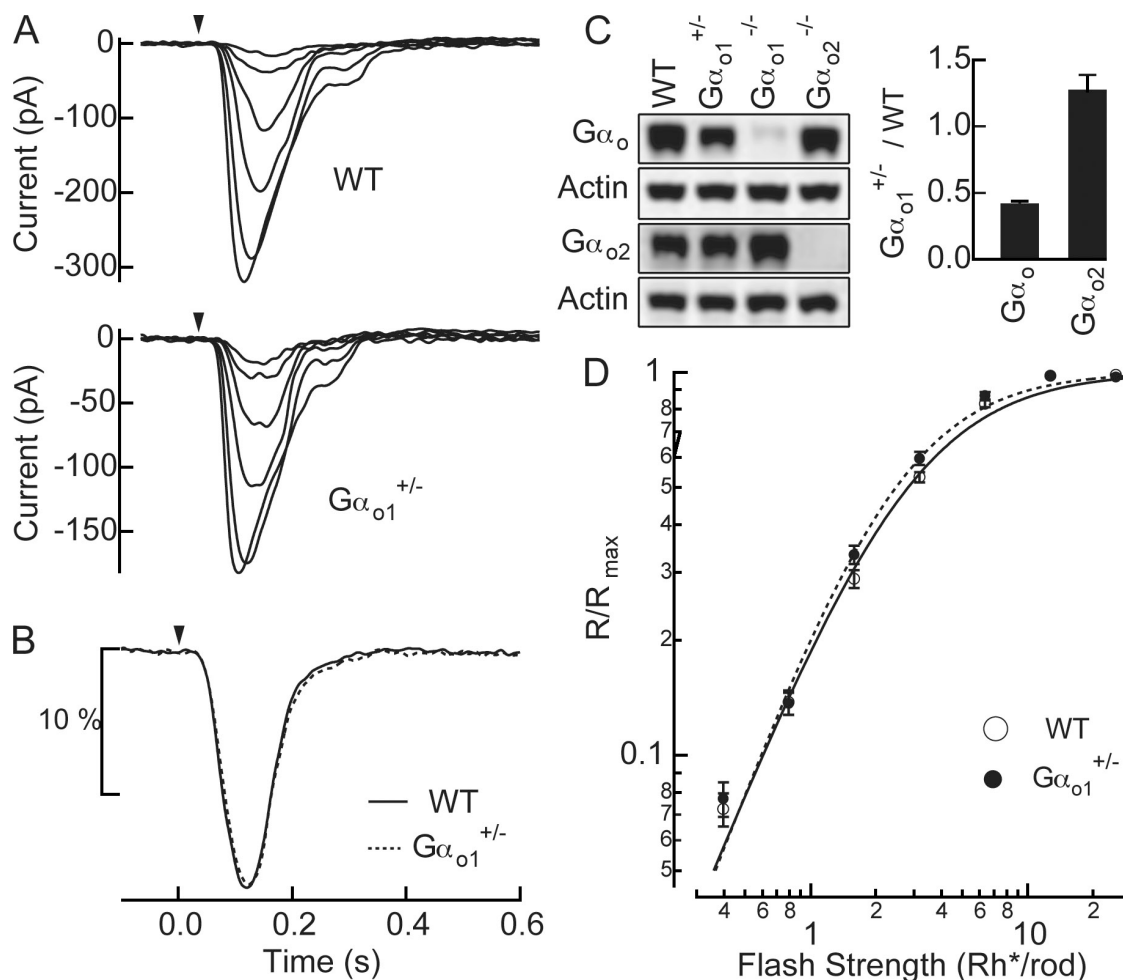 A
0
-100
-200
-300
Current (pA)
WT
0
-50
-100
-150
Current (pA)
Gαo1+/-
B
10 %
WT
Gαo1+/-
0.0 0.2 0.4 0.6
Time (s)
C
WT
Gαo1+/-
Gαo1-/-
Gαo2-/-
Gαo
Actin
Gαo2
Actin
Gαo1+/- / WT
1.5
1.0
0.5
0.0
Gαo
Gαo2
D
R/Rmax
1
8
7
6
5
4
3
2
0.1
8
7
6
5
WT
Gαo1+/-
4 6 8 2 4 6 8 2
1 10
Flash Strength (Rh*/rod)